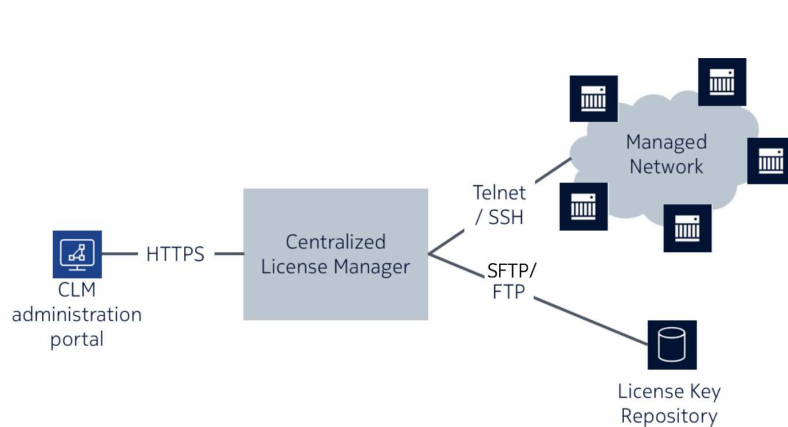 Managed
Network
Telnet
/ SSH
Centralized
License Manager
HTTPS
SFTP/
FTP
CLM
administration
portal
License Key
Repository